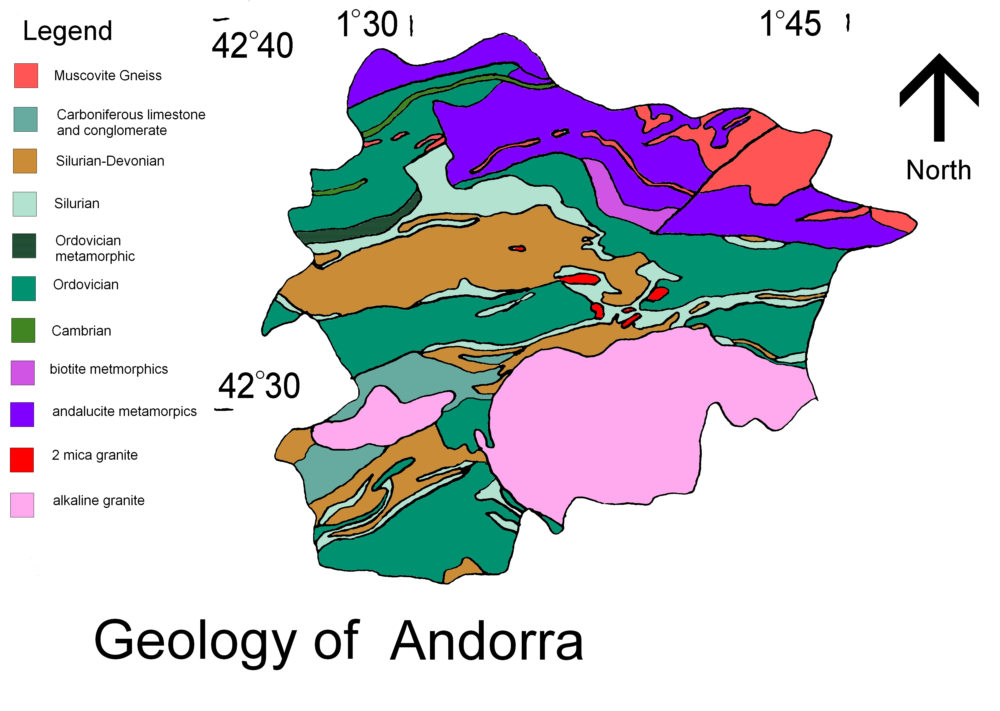 Legend
42°40
1°30
1°45
Muscovite Gneiss
Carboniferous limestone
and conglomerate
Silurian-Devonian
North
Silurian
Ordovician
metamorphic
Ordovician
Cambrian
biotite metmorphics
42°30
andalucite metamorpics
2 mica granite
alkaline granite
Geology of Andorra